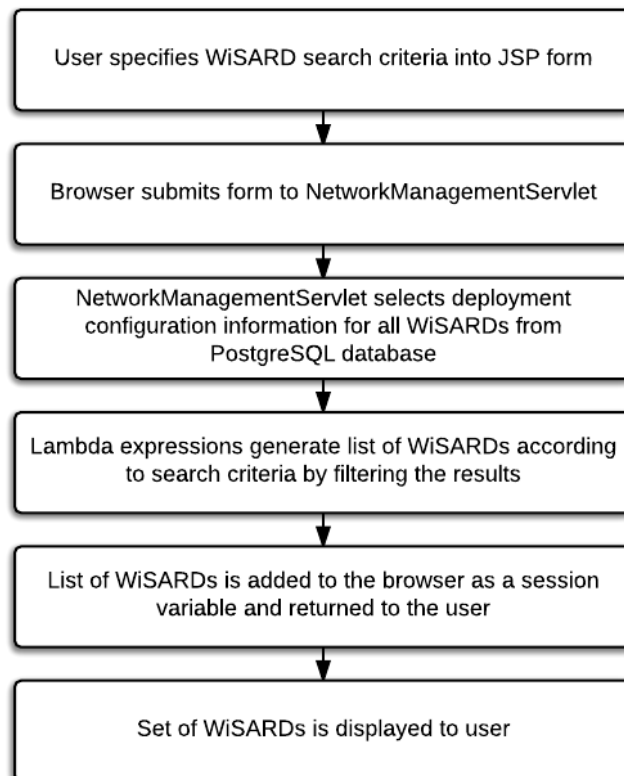 User specifies WiSARD search criteria into JSP form
Browser submits form to NetworkManagementServlet
NetworkManagementServlet selects deployment
configuration information for all WiSARDs from
PostgreSQL database
Lambda expressions generate list of WiSARDs according
to search criteria by filtering the results
List of WiSARDs is added to the browser as a session
variable and returned to the user
Set of WiSARDs is displayed to user